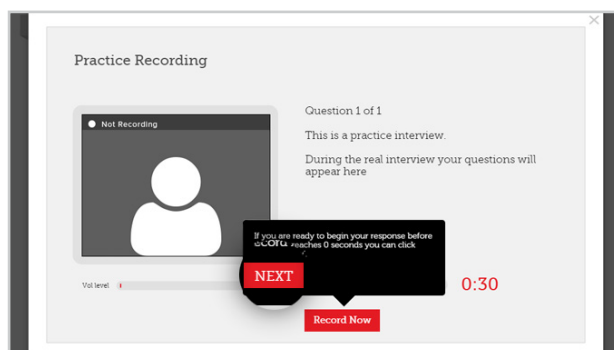 Practice Recording
Not Recording
Question 1 of 1
This is a practice interview.
During the real interview your questions will
appear here
If you are ready to begin your response before
reaches 0 seconds you can click
NEXT
Vol level
0:30
Record Now